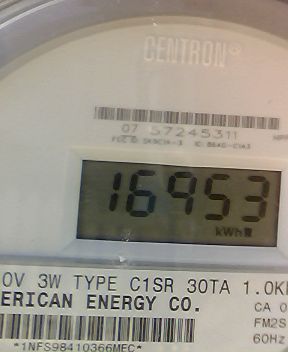 CENTRON®
07 57245311
16953
kWh
0V 3W TYPE C1SR 30TA 1.0K
ERICAN ENERGY CO.
CA 0
FM2S
60Hz
*1NFS98410366MEC*